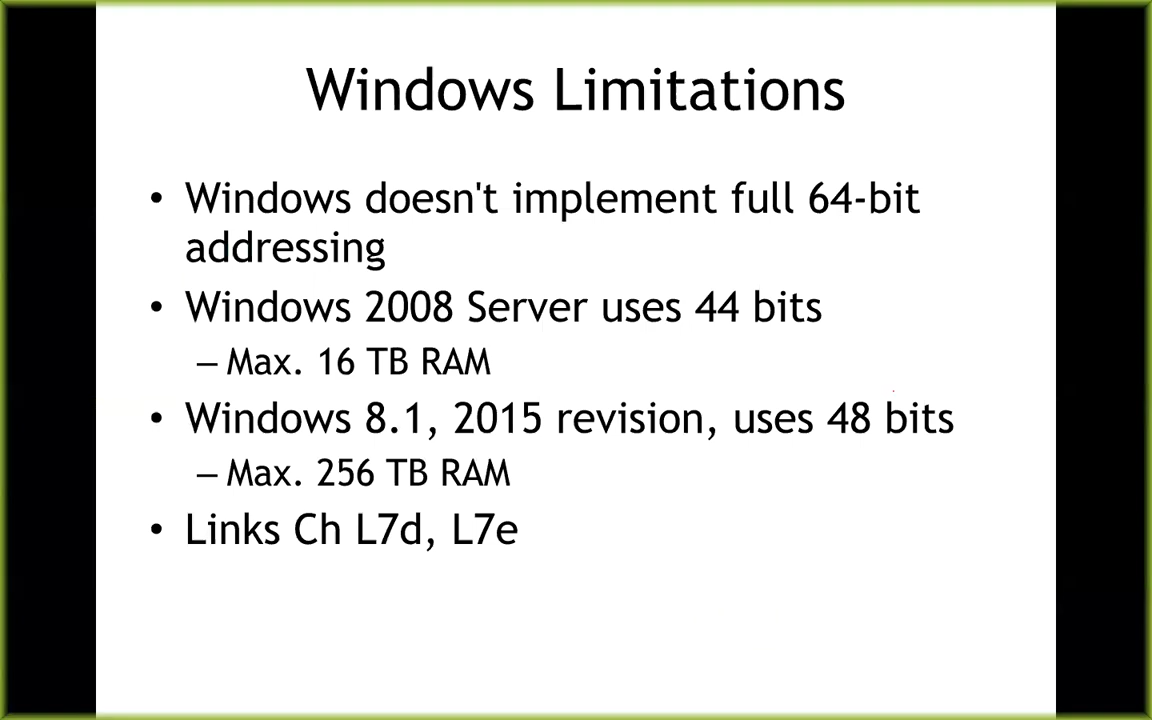 Windows Limitations
• Windows doesn't implement full 64-bit
addressing
• Windows 2008 Server uses 44 bits
– Max. 16 TB RAM
• Windows 8.1, 2015 revision, uses 48 bits
– Max. 256 TB RAM
• Links Ch L7d, L7e